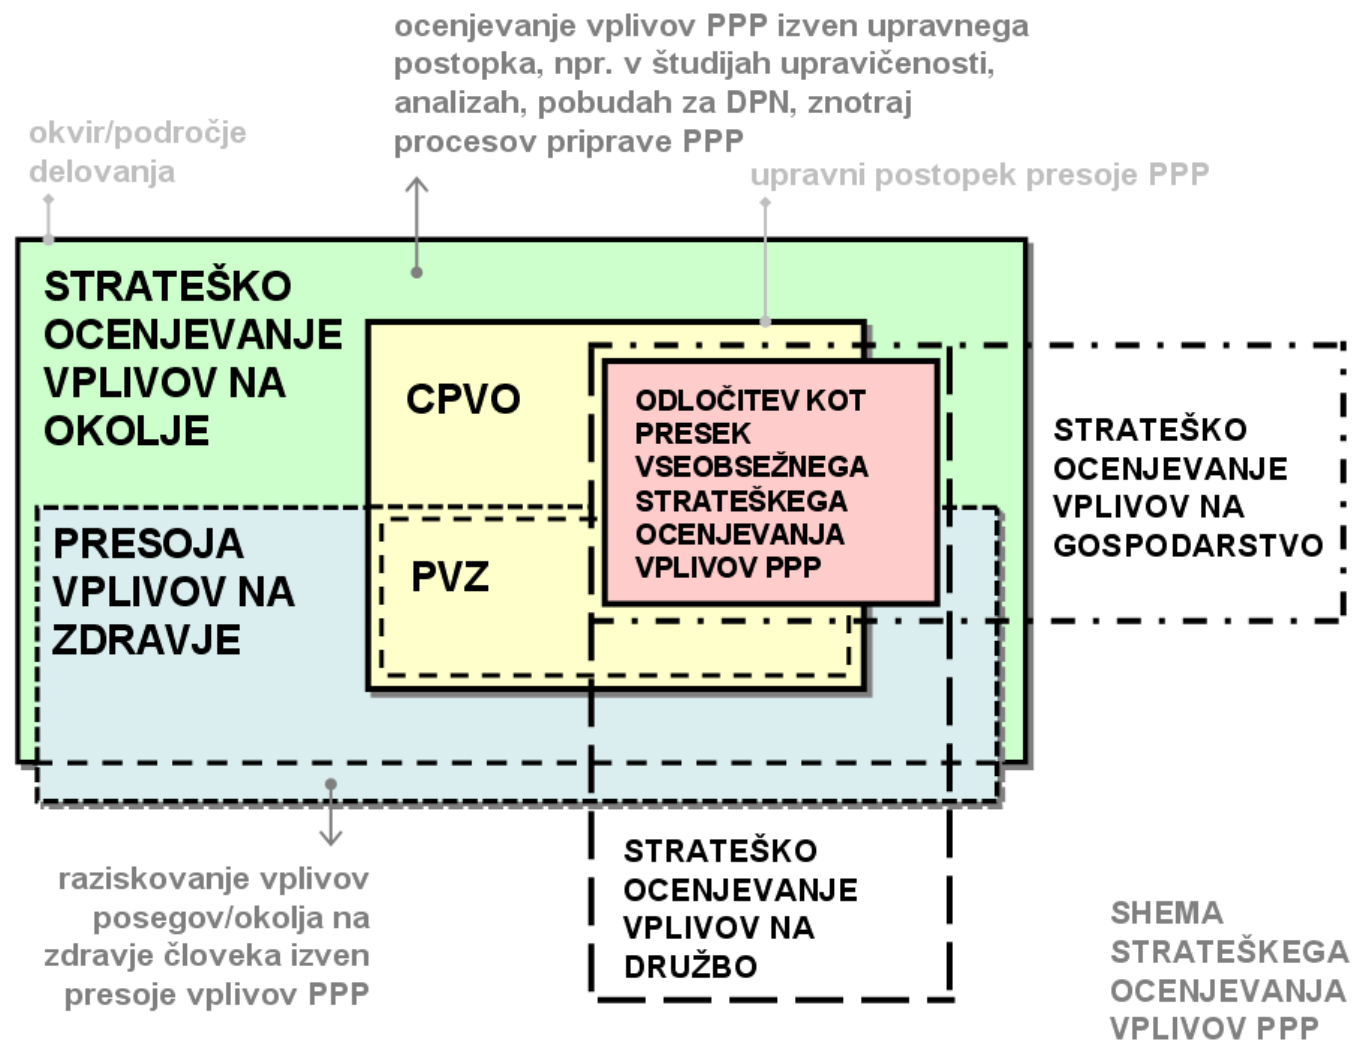 ocenjevanje vplivov PPP izven upravnega
postopka, npr. v študijah upravičenosti,
analizah, pobudah za DPN, znotraj
procesov priprave PPP
okvir/področje
delovanja
upravni postopek presoje PPP
STRATEŠKO
OCENJEVANJE
VPLIVOV NA
OKOLJE
CPVO
ODLOČITEV KOT
PRESEK
VSEOBSEŽNEGA
STRATEŠKEGA
OCENJEVANJA
VPLIVOV PPP
STRATEŠKO
OCENJEVANJE
VPLIVOV NA
GOSPODARSTVO
PRESOJA
VPLIVOV NA
ZDRAVJE
PVZ
raziskovanje vplivov
posegov/okolja na
zdravje človeka izven
presoje vplivov PPP
STRATEŠKO
OCENJEVANJE
VPLIVOV NA
DRUŽBO
SHEMA
STRATEŠKEGA
OCENJEVANJA
VPLIVOV PPP